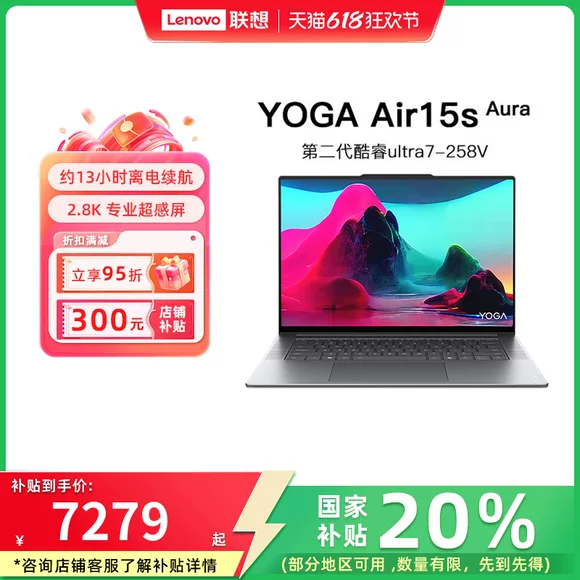 Lenovo 联想 天猫618狂欢节
YOGA Air15s Aura
第二代酷睿ultra7-258V
约13小时离电续航
2.8K 专业超感屏
折扣满减
立享95折
300元 店铺补贴
YOGA
补贴到手价:
¥7279起
*咨询店铺客服了解补贴详情
国家补贴 20%
(部分地区可用,数量有限,先到先得)